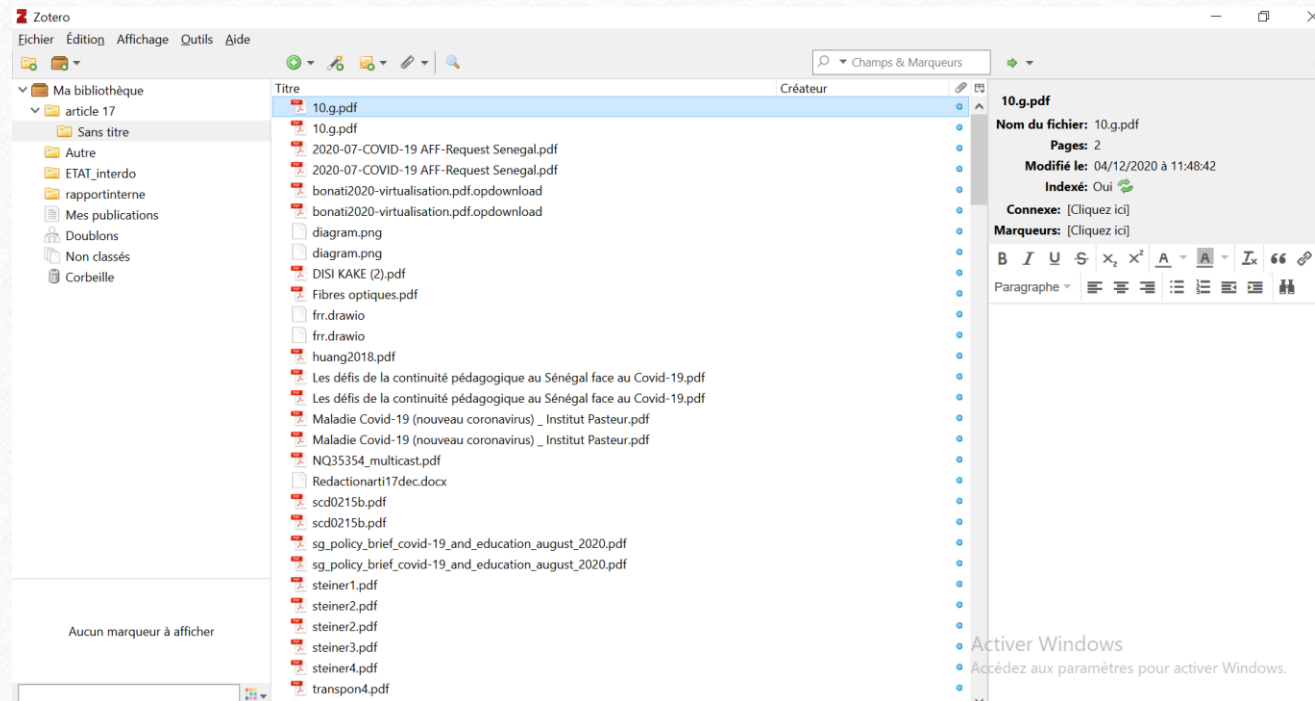 Zotero
Fichier Édition Affichage Outils Aide
Champs & Marqueurs
Ma bibliothèque
article 17
Sans titre
Autre
ETAT_interdo
rapportinterne
Mes publications
Doublons
Non classés
Corbeille
Aucun marqueur à afficher
Titre Créateur
10.g.pdf
10.g.pdf
2020-07-COVID-19 AFF-Request Senegal.pdf
2020-07-COVID-19 AFF-Request Senegal.pdf
bonati2020-virtualisation.pdf.opdownload
bonati2020-virtualisation.pdf.opdownload
diagram.png
diagram.png
DISI KAKE (2).pdf
Fibres optiques.pdf
frr.drawio
frr.drawio
huang2018.pdf
Les défis de la continuité pédagogique au Sénégal face au Covid-19.pdf
Les défis de la continuité pédagogique au Sénégal face au Covid-19.pdf
Maladie Covid-19 (nouveau coronavirus) _ Institut Pasteur.pdf
Maladie Covid-19 (nouveau coronavirus) _ Institut Pasteur.pdf
NQ35354_multicast.pdf
Redactionarti17dec.docx
scd0215b.pdf
scd0215b.pdf
sg_policy_brief_covid-19_and_education_august_2020.pdf
sg_policy_brief_covid-19_and_education_august_2020.pdf
steiner1.pdf
steiner2.pdf
steiner2.pdf
steiner3.pdf
steiner4.pdf
transpon4.pdf
10.g.pdf
Nom du fichier: 10.g.pdf
Pages: 2
Modifié le: 04/12/2020 à 11:48:42
Indexé: Oui
Connexe: [Cliquez ici]
Marqueurs: [Cliquez ici]
B I U S X₂ X² A A Ix
Paragraphe
Activer Windows
Accédez aux paramètres pour activer Windows.